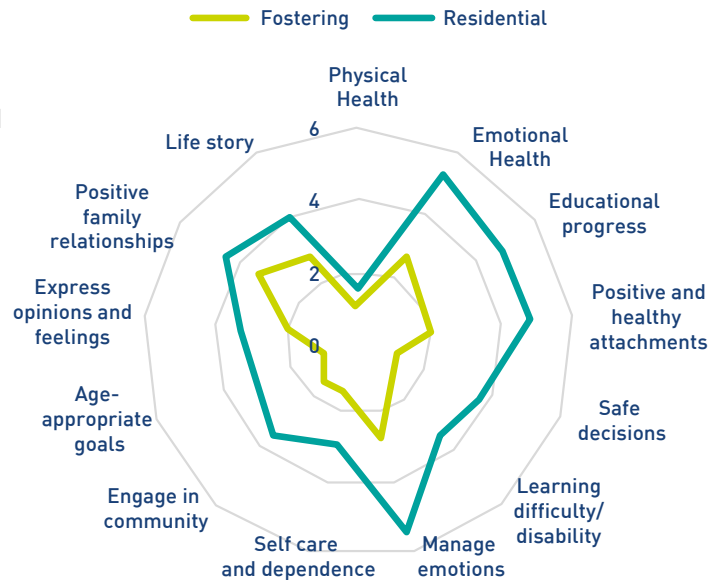 Fostering
Residential
Physical
Health
Emotional
Health
Educational
progress
Positive and
healthy
attachments
Safe
decisions
Learning
difficulty/
disability
Manage
emotions
Self care
and dependence
Engage in
community
Age-
appropriate
goals
Express
opinions and
feelings
Positive
family
relationships
Life story
6
4
2
0